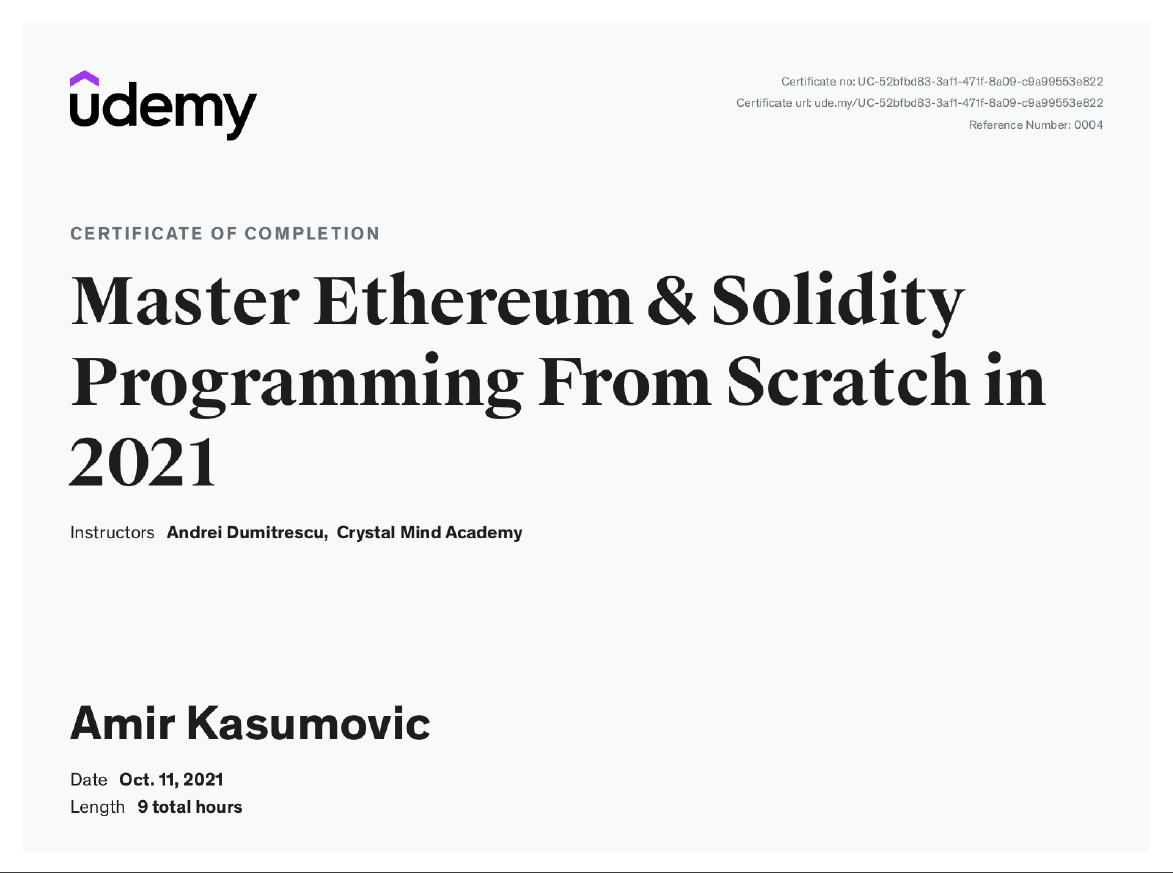 udemy
Certificate no: UC-52bfbd83-3af1-471f-8a09-c9a99553e822
Certificate url: ude.my/UC-52bfbd83-3af1-471f-8a09-c9a99553e822
Reference Number: 0004
CERTIFICATE OF COMPLETION
Master Ethereum & Solidity
Programming From Scratch in
2021
Instructors Andrei Dumitrescu, Crystal Mind Academy
Amir Kasumovic
Date Oct. 11, 2021
Length 9 total hours